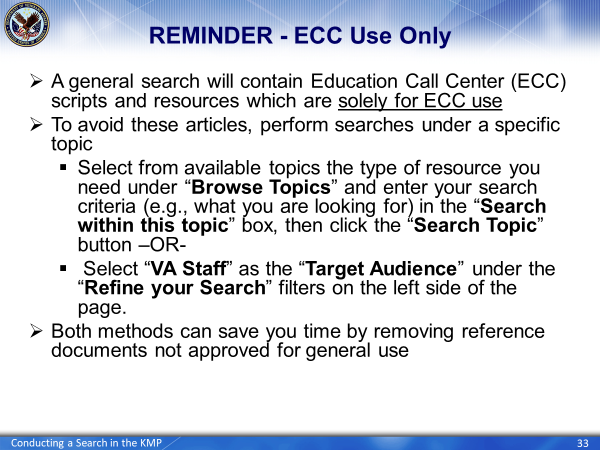 REMINDER - ECC Use Only
➢ A general search will contain Education Call Center (ECC)
scripts and resources which are solely for ECC use
➢ To avoid these articles, perform searches under a specific
topic
▪ Select from available topics the type of resource you
need under “Browse Topics” and enter your search
criteria (e.g., what you are looking for) in the “Search
within this topic” box, then click the “Search Topic”
button –OR-
▪ Select “VA Staff” as the “Target Audience” under the
“Refine your Search” filters on the left side of the
page.
➢ Both methods can save you time by removing reference
documents not approved for general use
Conducting a Search in the KMP
33